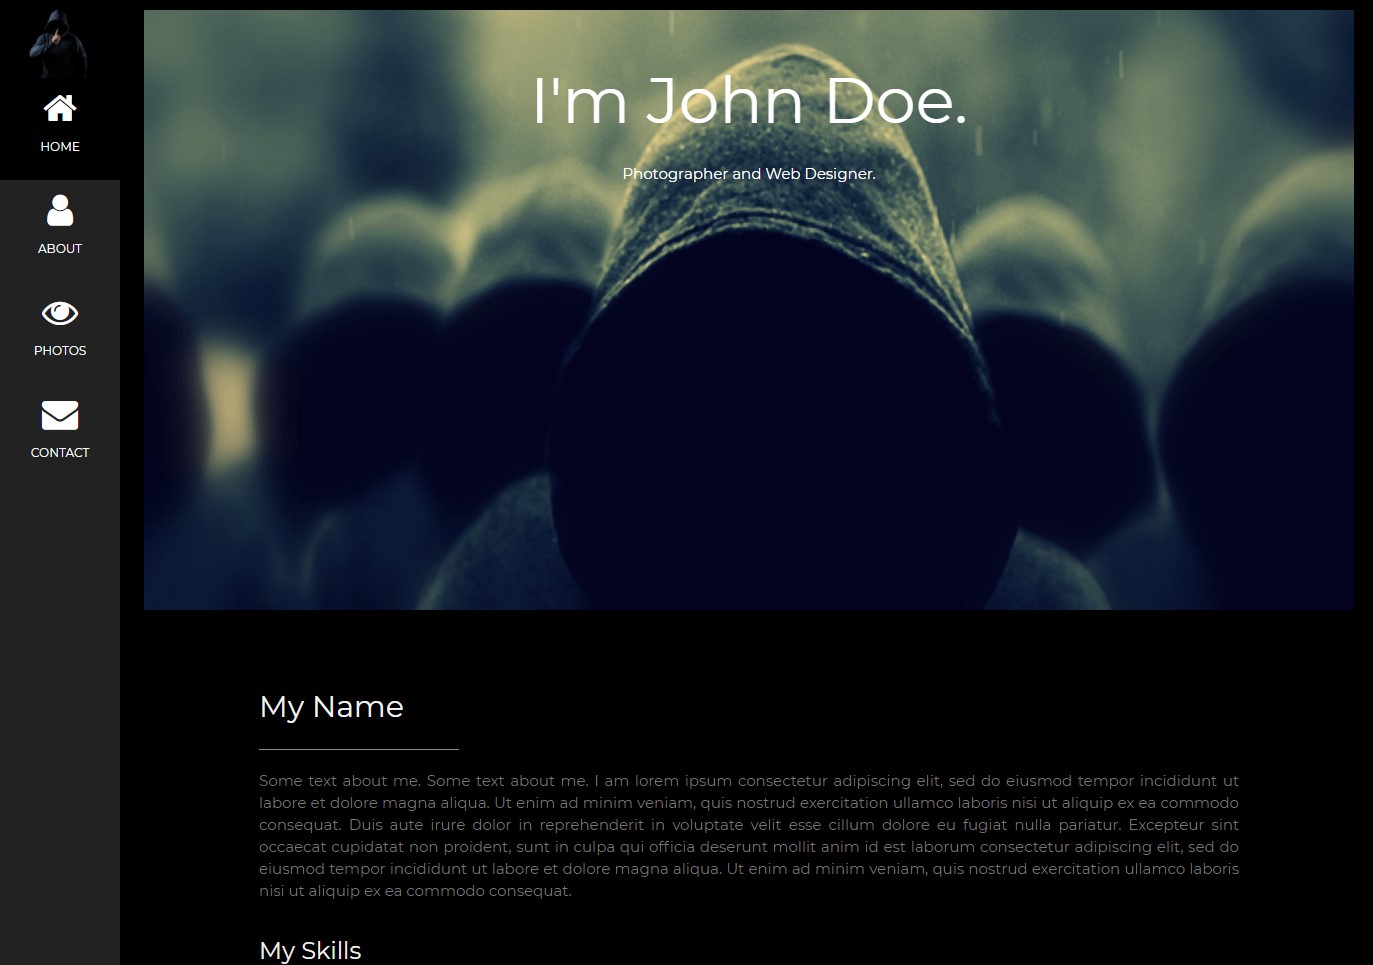 HOME
ABOUT
PHOTOS
CONTACT
I'm John Doe.
Photographer and Web Designer.
My Name
Some text about me. Some text about me. I am lorem ipsum consectetur adipiscing elit, sed do eiusmod tempor incididunt ut
labore et dolore magna aliqua. Ut enim ad minim veniam, quis nostrud exercitation ullamco laboris nisi ut aliquip ex ea commodo
consequat. Duis aute irure dolor in reprehenderit in voluptate velit esse cillum dolore eu fugiat nulla pariatur. Excepteur sint
occaecat cupidatat non proident, sunt in culpa qui officia deserunt mollit anim id est laborum consectetur adipiscing elit, sed do
eiusmod tempor incididunt ut labore et dolore magna aliqua. Ut enim ad minim veniam, quis nostrud exercitation ullamco laboris
nisi ut aliquip ex ea commodo consequat.
My Skills